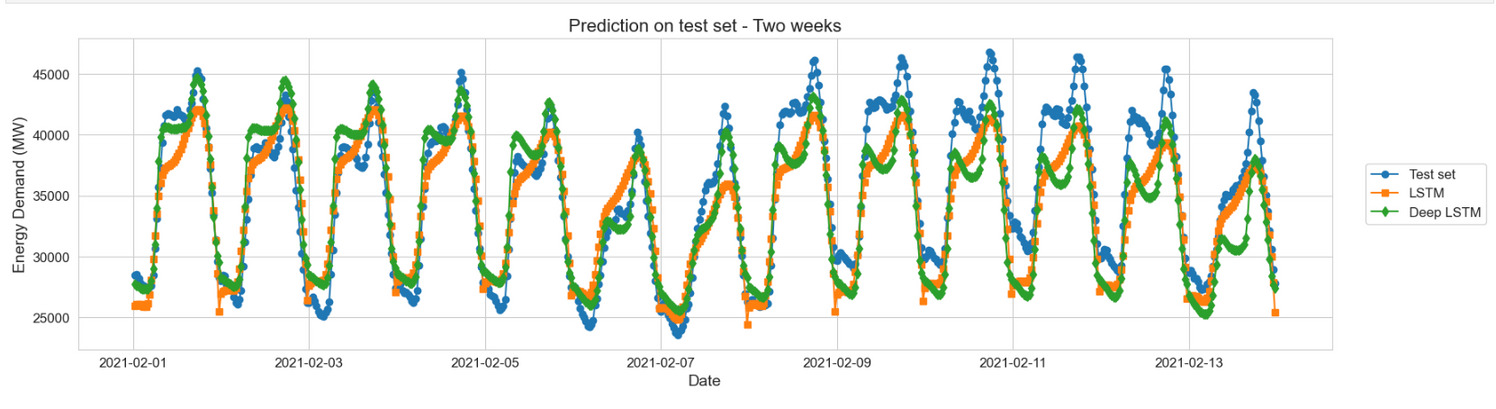 Prediction on test set - Two weeks
Energy Demand (MW)
45000
40000
35000
30000
25000
2021-02-01 2021-02-03 2021-02-05 2021-02-07 2021-02-09 2021-02-11 2021-02-13
Date
Test set
LSTM
Deep LSTM